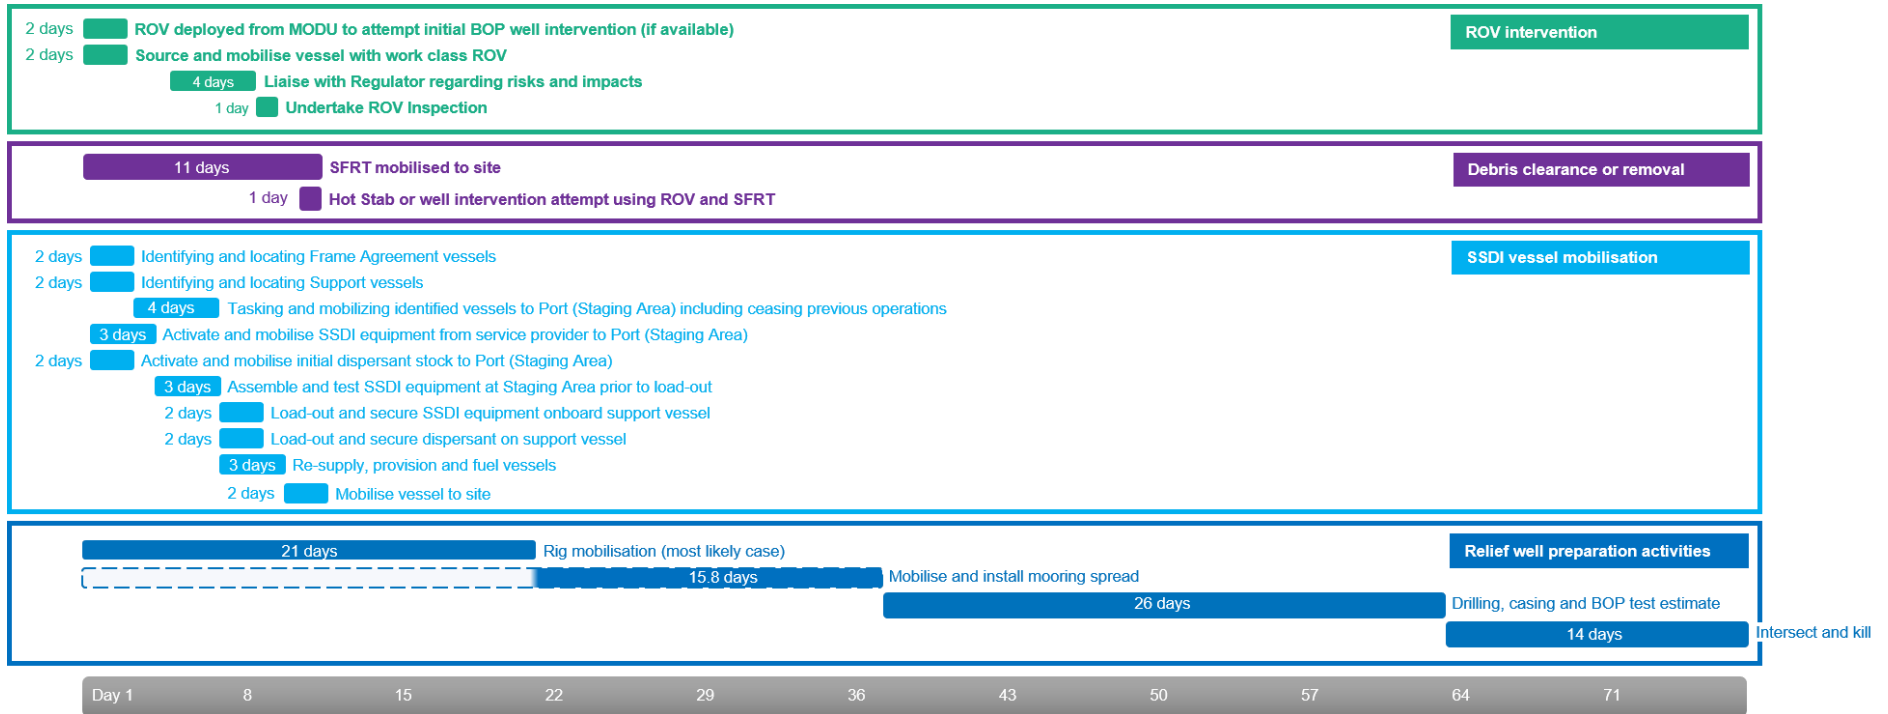 2 days ROV deployed from MODU to attempt initial BOP well intervention (if available)
ROV intervention
2 days Source and mobilise vessel with work class ROV
4 days Liaise with Regulator regarding risks and impacts
1 day Undertake ROV Inspection
11 days SFRT mobilised to site
Debris clearance or removal
1 day Hot Stab or well intervention attempt using ROV and SFRT
2 days Identifying and locating Frame Agreement vessels
SSDI vessel mobilisation
2 days Identifying and locating Support vessels
4 days Tasking and mobilizing identified vessels to Port (Staging Area) including ceasing previous operations
3 days Activate and mobilise SSDI equipment from service provider to Port (Staging Area)
2 days Activate and mobilise initial dispersant stock to Port (Staging Area)
3 days Assemble and test SSDI equipment at Staging Area prior to load-out
2 days Load-out and secure SSDI equipment onboard support vessel
2 days Load-out and secure dispersant on support vessel
3 days Re-supply, provision and fuel vessels
2 days Mobilise vessel to site
21 days Rig mobilisation (most likely case)
Relief well preparation activities
15.8 days Mobilise and install mooring spread
26 days Drilling, casing and BOP test estimate
14 days Intersect and kill
Day 1 8 15 22 29 36 43 50 57 64 71